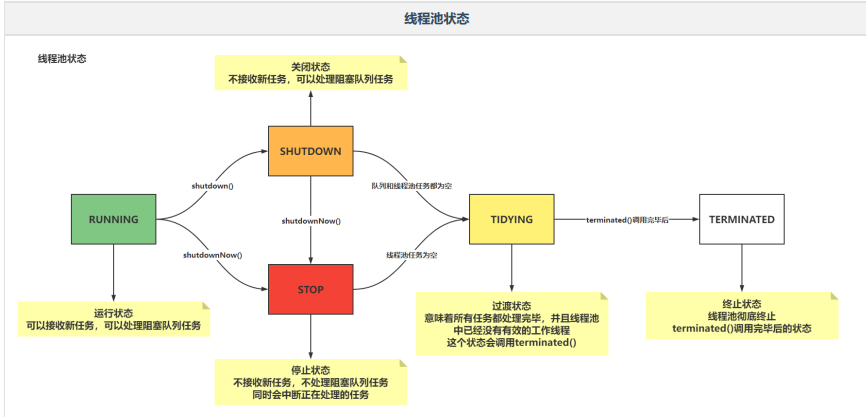 线程池状态
线程池状态
关闭状态
不接收新任务，可以处理阻塞队列任务
SHUTDOWN
shutdown()
队列和线程池任务都为空
RUNNING
shutdownNow()
TIDYING
terminated()调用完毕后
TERMINATED
shutdownNow()
线程池任务为空
STOP
运行状态
可以接收新任务，可以处理阻塞队列任务
过渡状态
意味着所有任务都处理完毕，并且线程池
中已经没有有效的工作线程
这个状态会调用terminated()
终止状态
线程池彻底终止
terminated()调用完毕后的状态
停止状态
不接收新任务，不处理阻塞队列任务
同时会中断正在处理的任务